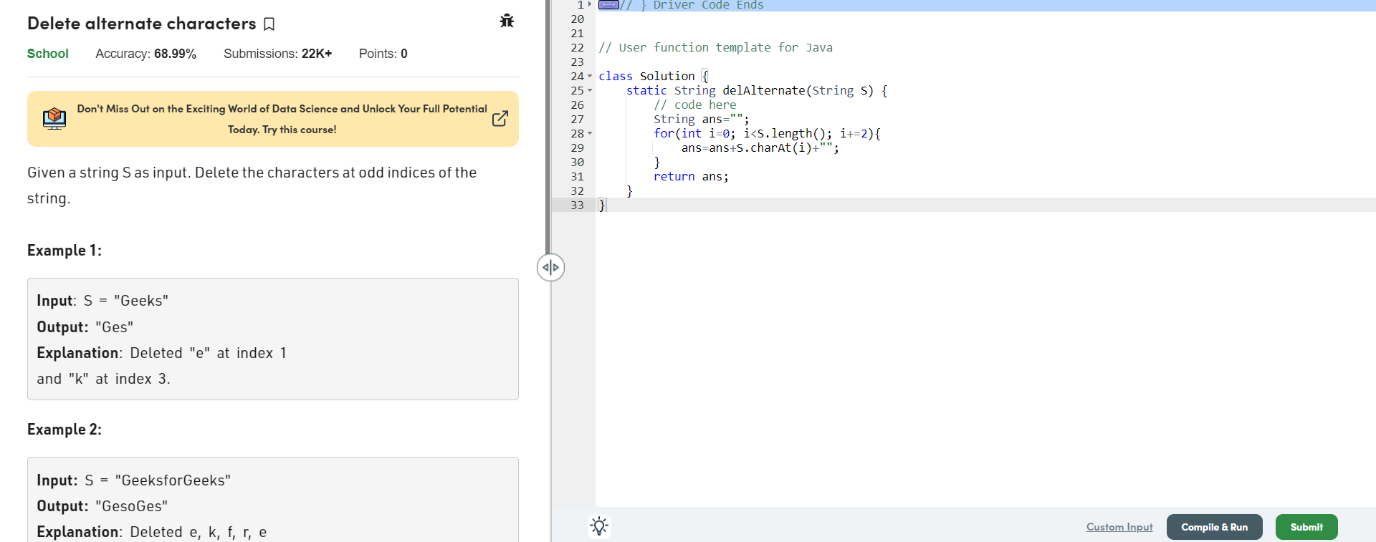 Delete alternate characters
School Accuracy: 68.99% Submissions: 22K+ Points: 0
Don't Miss Out on the Exciting World of Data Science and Unlock Your Full Potential
Today. Try this course!
Given a string S as input. Delete the characters at odd indices of the
string.
Example 1:
Input: S = "Geeks"
Output: "Ges"
Explanation: Deleted "e" at index 1
and "k" at index 3.
Example 2:
Input: S = "GeeksforGeeks"
Output: "GesoGes"
Explanation: Deleted e, k, f, r, e
1 // } Driver Code Ends
20
21
22 // User function template for Java
23
24 class Solution {
25 static String delAlternate(String S) {
26 // code here
27 String ans="";
28 for(int i=0; i<S.length(); i+=2){
29 ans=ans+S.charAt(i)+"";
30 }
31 return ans;
32 }
33 }
Custom Input Compile & Run Submit